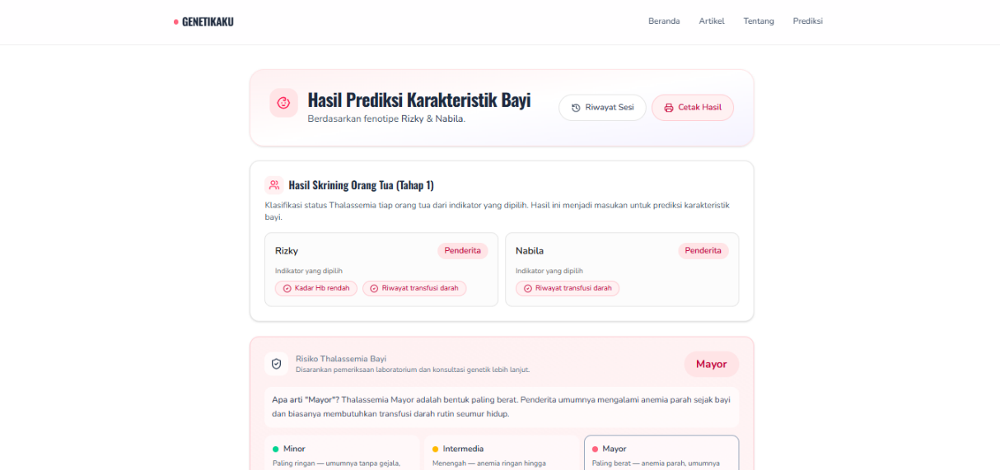 GENETIKAKU
Beranda Artikel Tentang Prediksi
Hasil Prediksi Karakteristik Bayi
Berdasarkan fenotipe Rizky & Nabila.
Riwayat Sesi
Cetak Hasil
Hasil Skrining Orang Tua (Tahap 1)
Klasifikasi status Thalassemia tiap orang tua dari indikator yang dipilih. Hasil ini menjadi masukan untuk prediksi karakteristik
bayi.
Rizky Penderita
Indikator yang dipilih
Kadar Hb rendah Riwayat transfusi darah
Nabila Penderita
Indikator yang dipilih
Riwayat transfusi darah
Risiko Thalassemia Bayi
Disarankan pemeriksaan laboratorium dan konsultasi genetik lebih lanjut.
Mayor
Apa arti "Mayor"? Thalassemia Mayor adalah bentuk paling berat. Penderita umumnya mengalami anemia parah sejak bayi
dan biasanya membutuhkan transfusi darah rutin seumur hidup.
Minor
Paling ringan — umumnya tanpa gejala,
Intermedia
Menengah — anemia ringan hingga
Mayor
Paling berat — anemia parah, umumnya